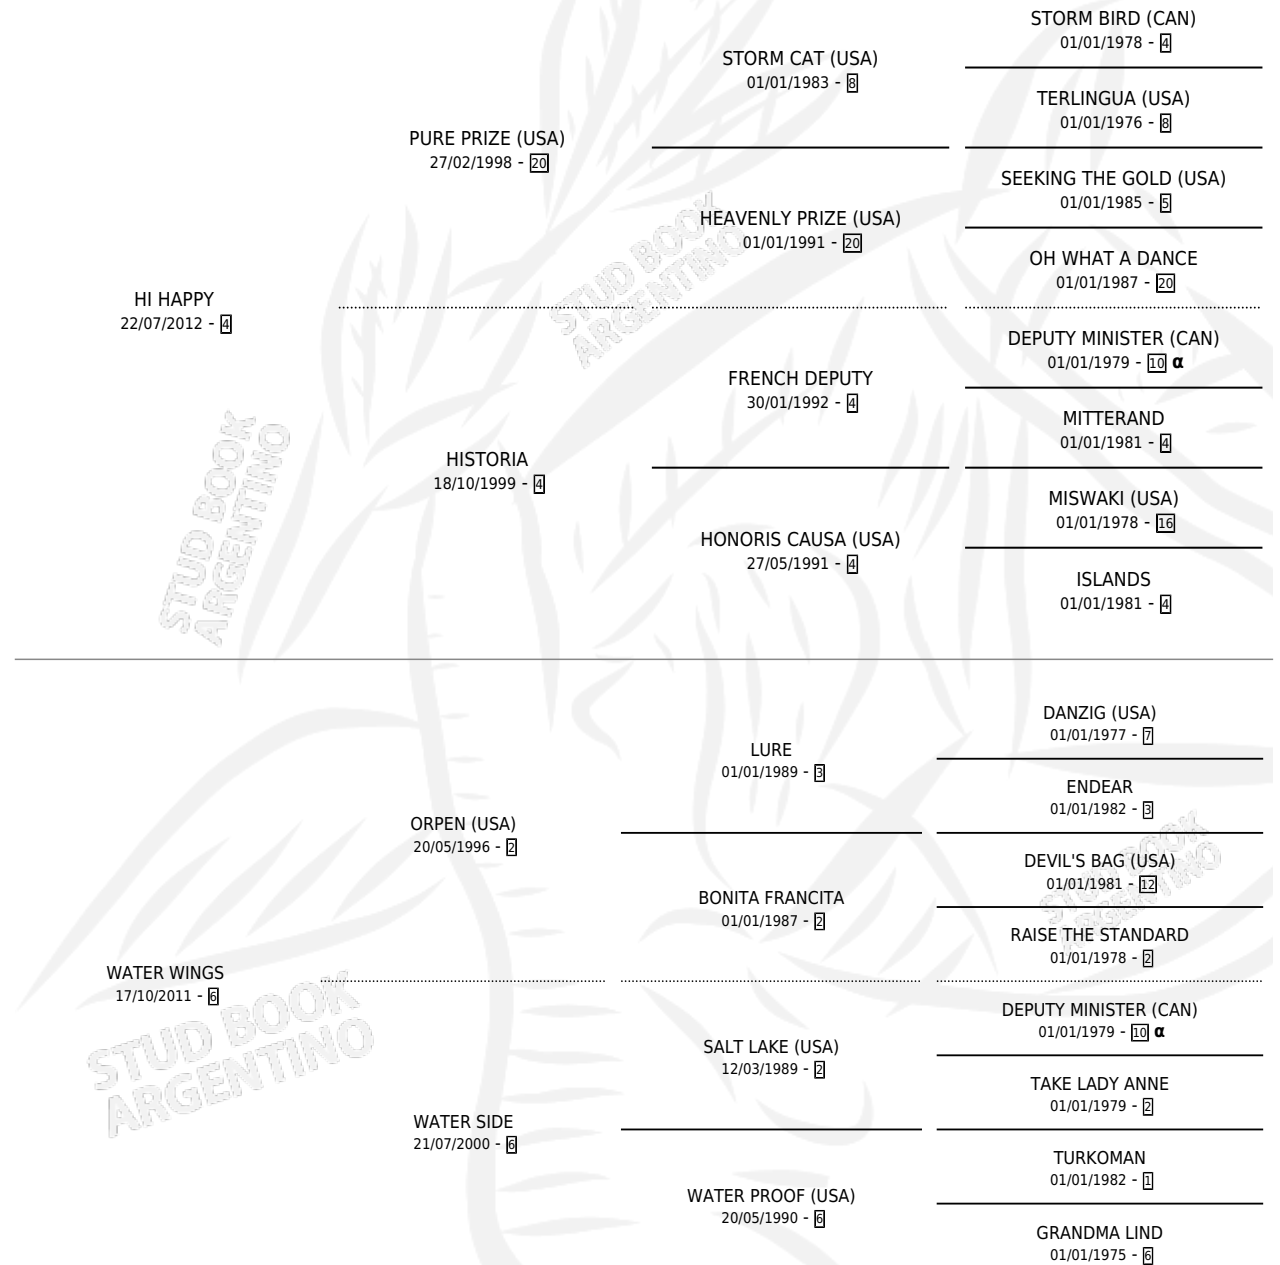 STORM BIRD (CAN)
01/01/1978 - 4
STORM CAT (USA)
01/01/1983 - 8
TERLINGUA (USA)
01/01/1976 - 8
PURE PRIZE (USA)
27/02/1998 - 20
SEEKING THE GOLD (USA)
01/01/1985 - 5
HEAVENLY PRIZE (USA)
01/01/1991 - 20
OH WHAT A DANCE
01/01/1987 - 20
HI HAPPY
22/07/2012 - 4
DEPUTY MINISTER (CAN)
01/01/1979 - 10 α
FRENCH DEPUTY
30/01/1992 - 4
MITTERAND
01/01/1981 - 4
HISTORIA
18/10/1999 - 4
MISWAKI (USA)
01/01/1978 - 16
HONORIS CAUSA (USA)
27/05/1991 - 4
ISLANDS
01/01/1981 - 4
DANZIG (USA)
01/01/1977 - 7
LURE
01/01/1989 - 3
ENDEAR
01/01/1982 - 3
ORPEN (USA)
20/05/1996 - 2
DEVIL'S BAG (USA)
01/01/1981 - 12
BONITA FRANCITA
01/01/1987 - 2
RAISE THE STANDARD
01/01/1978 - 2
WATER WINGS
17/10/2011 - 6
DEPUTY MINISTER (CAN)
01/01/1979 - 10 α
SALT LAKE (USA)
12/03/1989 - 2
TAKE LADY ANNE
01/01/1979 - 2
WATER SIDE
21/07/2000 - 6
TURKOMAN
01/01/1982 - 1
WATER PROOF (USA)
20/05/1990 - 6
GRANDMA LIND
01/01/1975 - 6
STUD BOOK
ARGENTINO
STUD BOOK
ARGENTINO
STUD BOOK
ARGENTINO
STUD BOOK
ARGENTINO